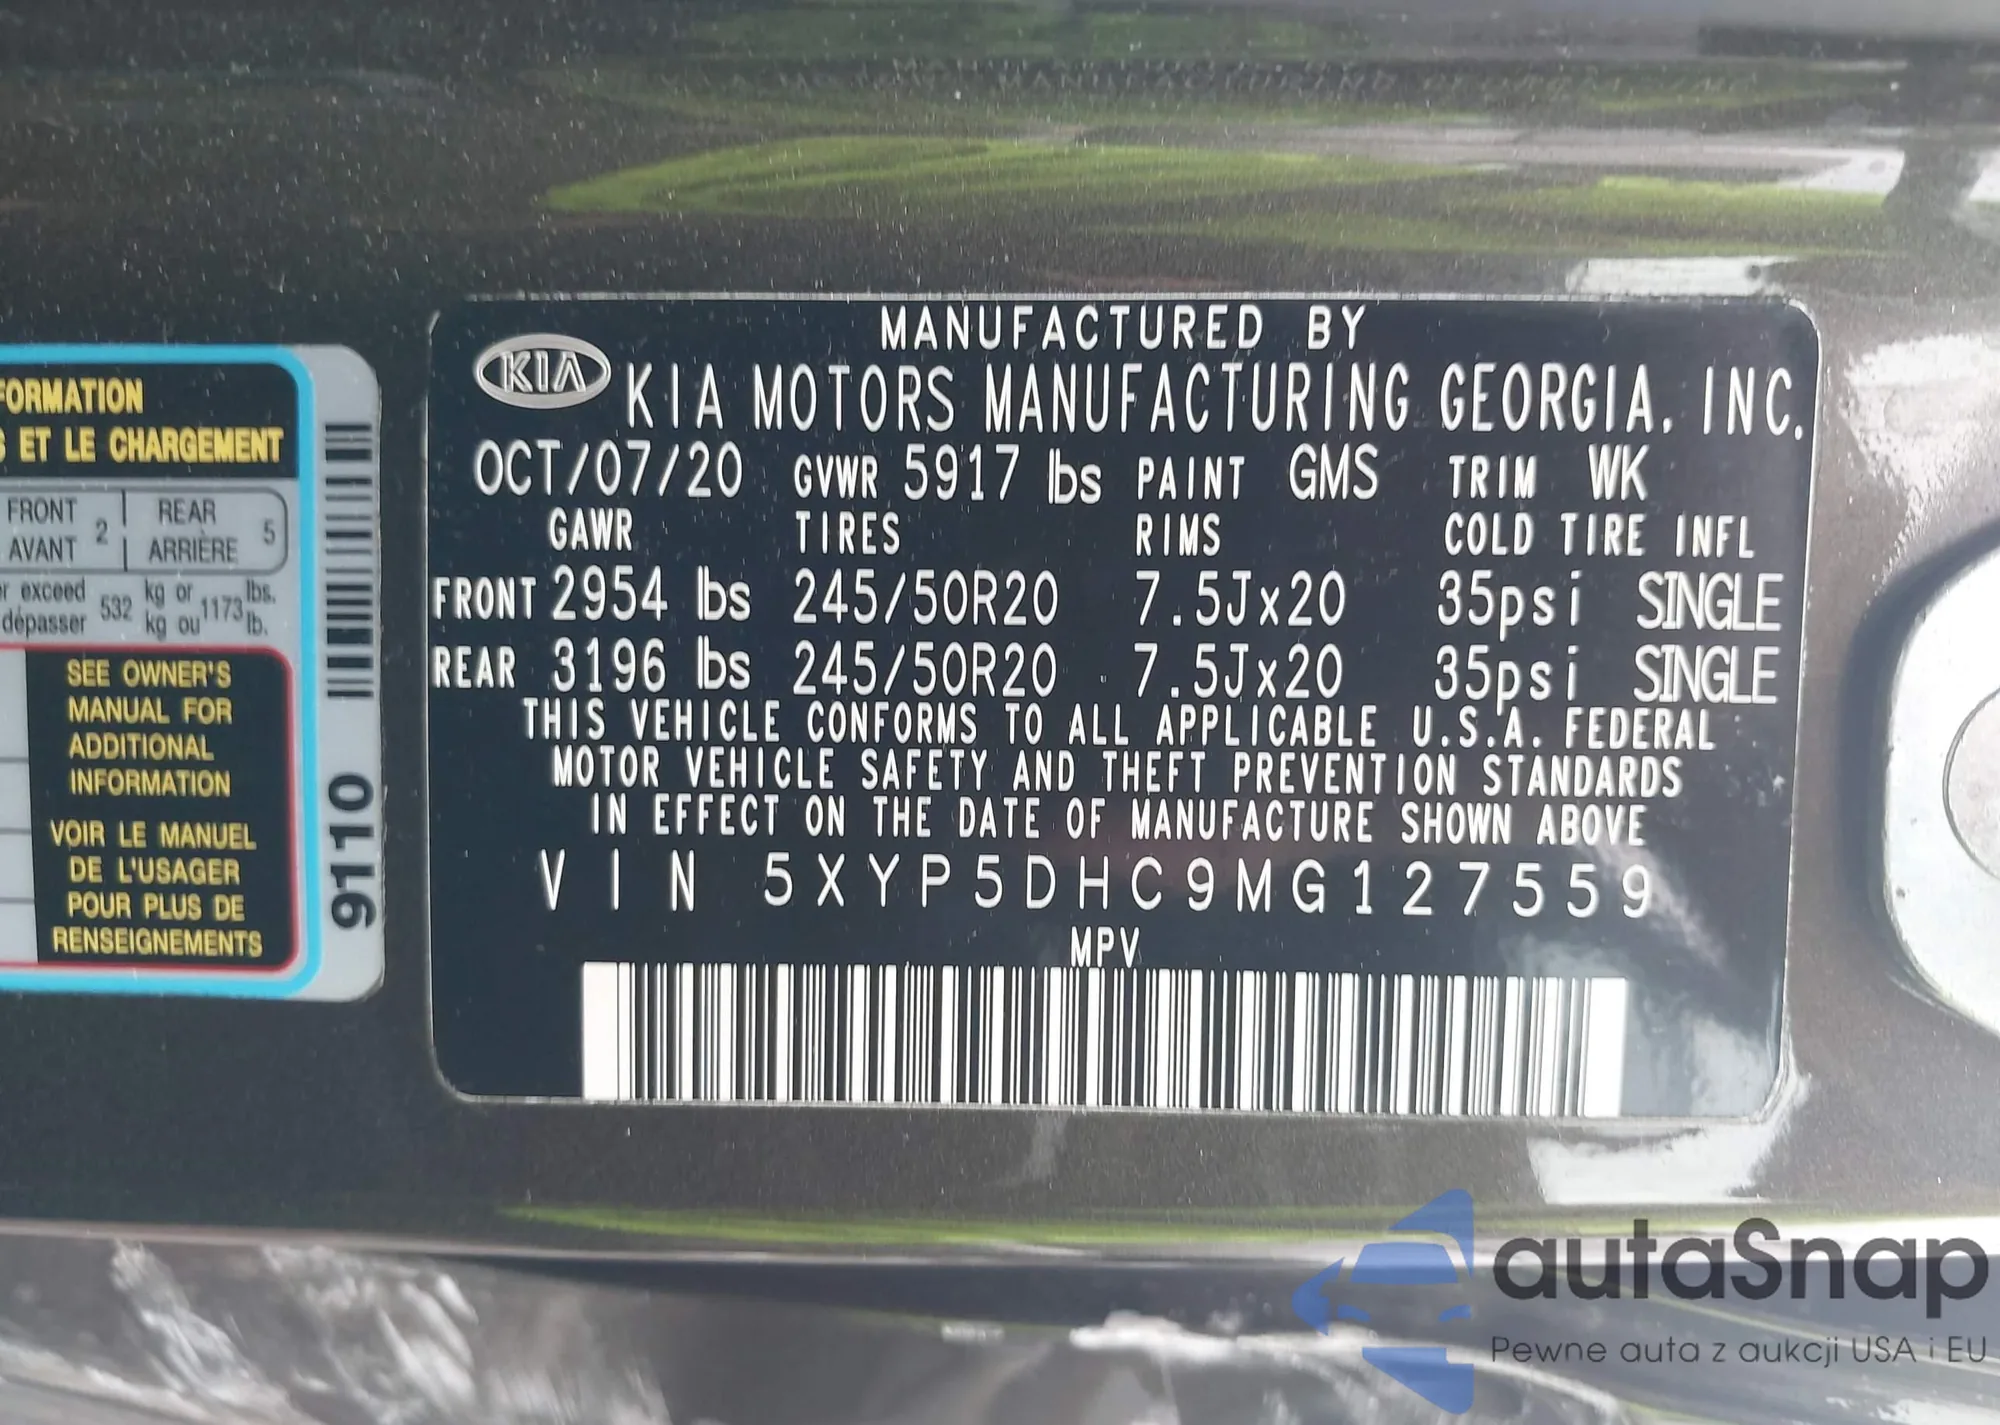 FORMATION
S ET LE CHARGEMENT
FRONT 2 REAR 5
AVANT ARRIÈRE
r exceed 532 kg or 1173 lbs.
dépasser kg ou lb.
SEE OWNER'S
MANUAL FOR
ADDITIONAL
INFORMATION
VOIR LE MANUEL
DE L'USAGER
POUR PLUS DE
RENSEIGNEMENTS
9110
MANUFACTURED BY
KIA KIA MOTORS MANUFACTURING GEORGIA, INC.
OCT/07/20 GVWR 5917 lbs PAINT GMS TRIM WK
GAWR TIRES RIMS COLD TIRE INFL
FRONT 2954 lbs 245/50R20 7.5Jx20 35psi SINGLE
REAR 3196 lbs 245/50R20 7.5Jx20 35psi SINGLE
THIS VEHICLE CONFORMS TO ALL APPLICABLE U.S.A. FEDERAL
MOTOR VEHICLE SAFETY AND THEFT PREVENTION STANDARDS
IN EFFECT ON THE DATE OF MANUFACTURE SHOWN ABOVE
VIN 5XYP5DHC9MG127559
MPV
autaSnap
Pewne auta z aukcji USA i EU